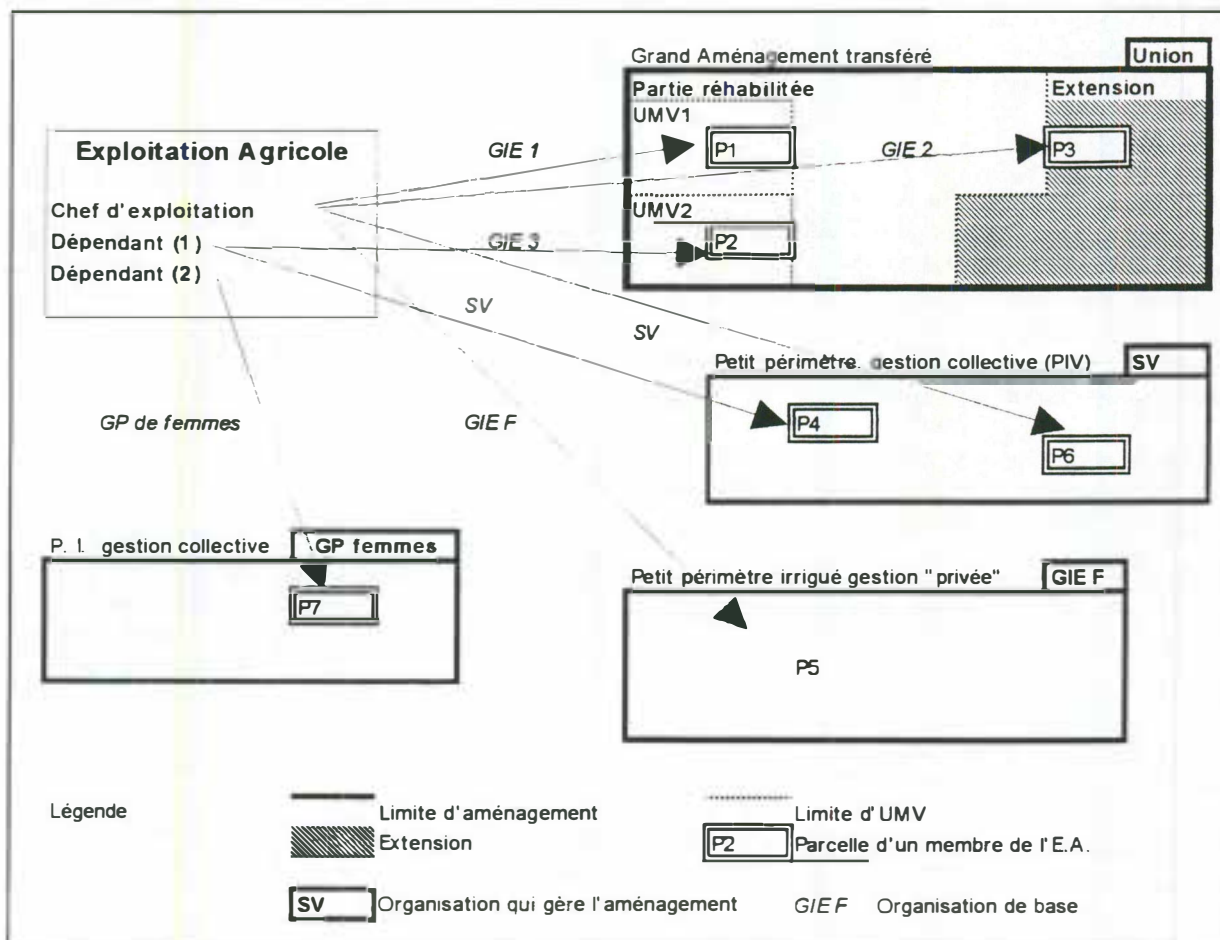 Grand Aménagement transféré
Union
Partie réhabilitée
Extension
UMV1
P1
GIE 2
P3
UMV2
P2
Exploitation Agricole
Chef d'exploitation
Dépendant (1)
Dépendant (2)
GIE 1
GIE 3
SV
SV
GP de femmes
GIE F
Petit périmètre. gestion collective (PIV)
SV
P4
P6
P. I. gestion collective
GP femmes
P7
Petit périmètre irrigué gestion "privée"
GIE F
P5
Légende
Limite d'aménagement
Limite d'UMV
Extension
P2
Parcelle d'un membre de l'E.A.
SV
Organisation qui gère l'aménagement
GIE F
Organisation de base